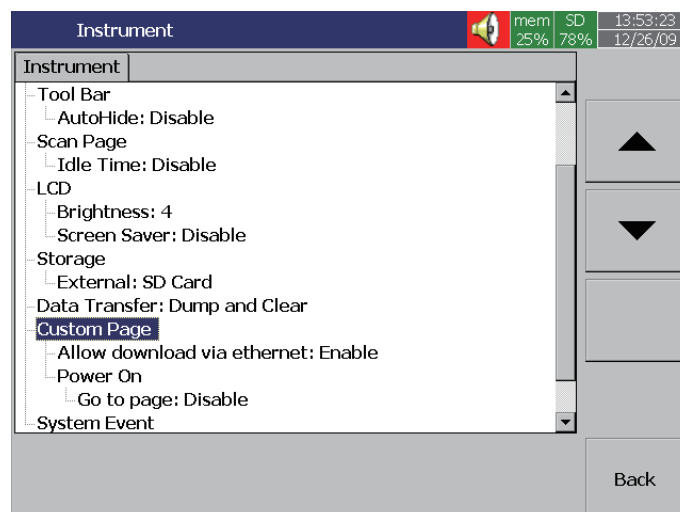 Instrument
mem 25%
SD 78%
13:53:23
12/26/09
Instrument
Tool Bar
AutoHide: Disable
Scan Page
Idle Time: Disable
LCD
Brightness: 4
Screen Saver: Disable
Storage
External: SD Card
Data Transfer: Dump and Clear
Custom Page
Allow download via ethernet: Enable
Power On
Go to page: Disable
System Event
Back